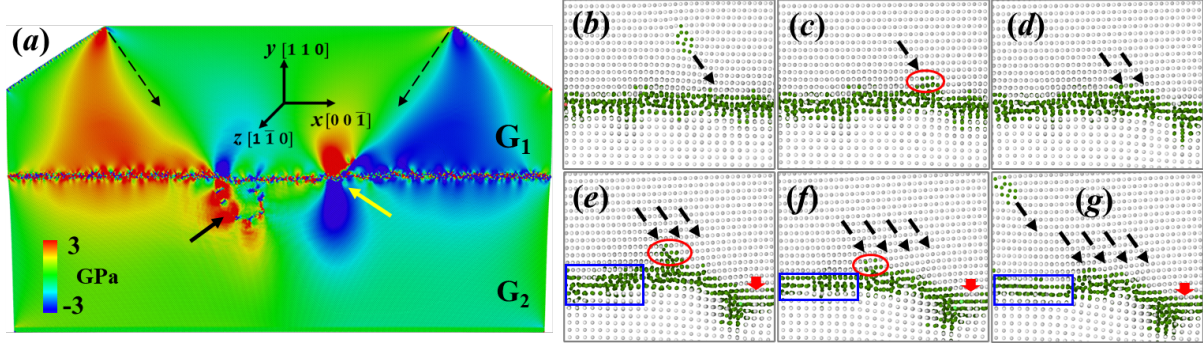 (a)
y [1 1 0]
x [0 0 1̄]
z [1 1̄ 0]
G₁
3
GPa
-3
G₂
(b)
(c)
(d)
(e)
(f)
(g)